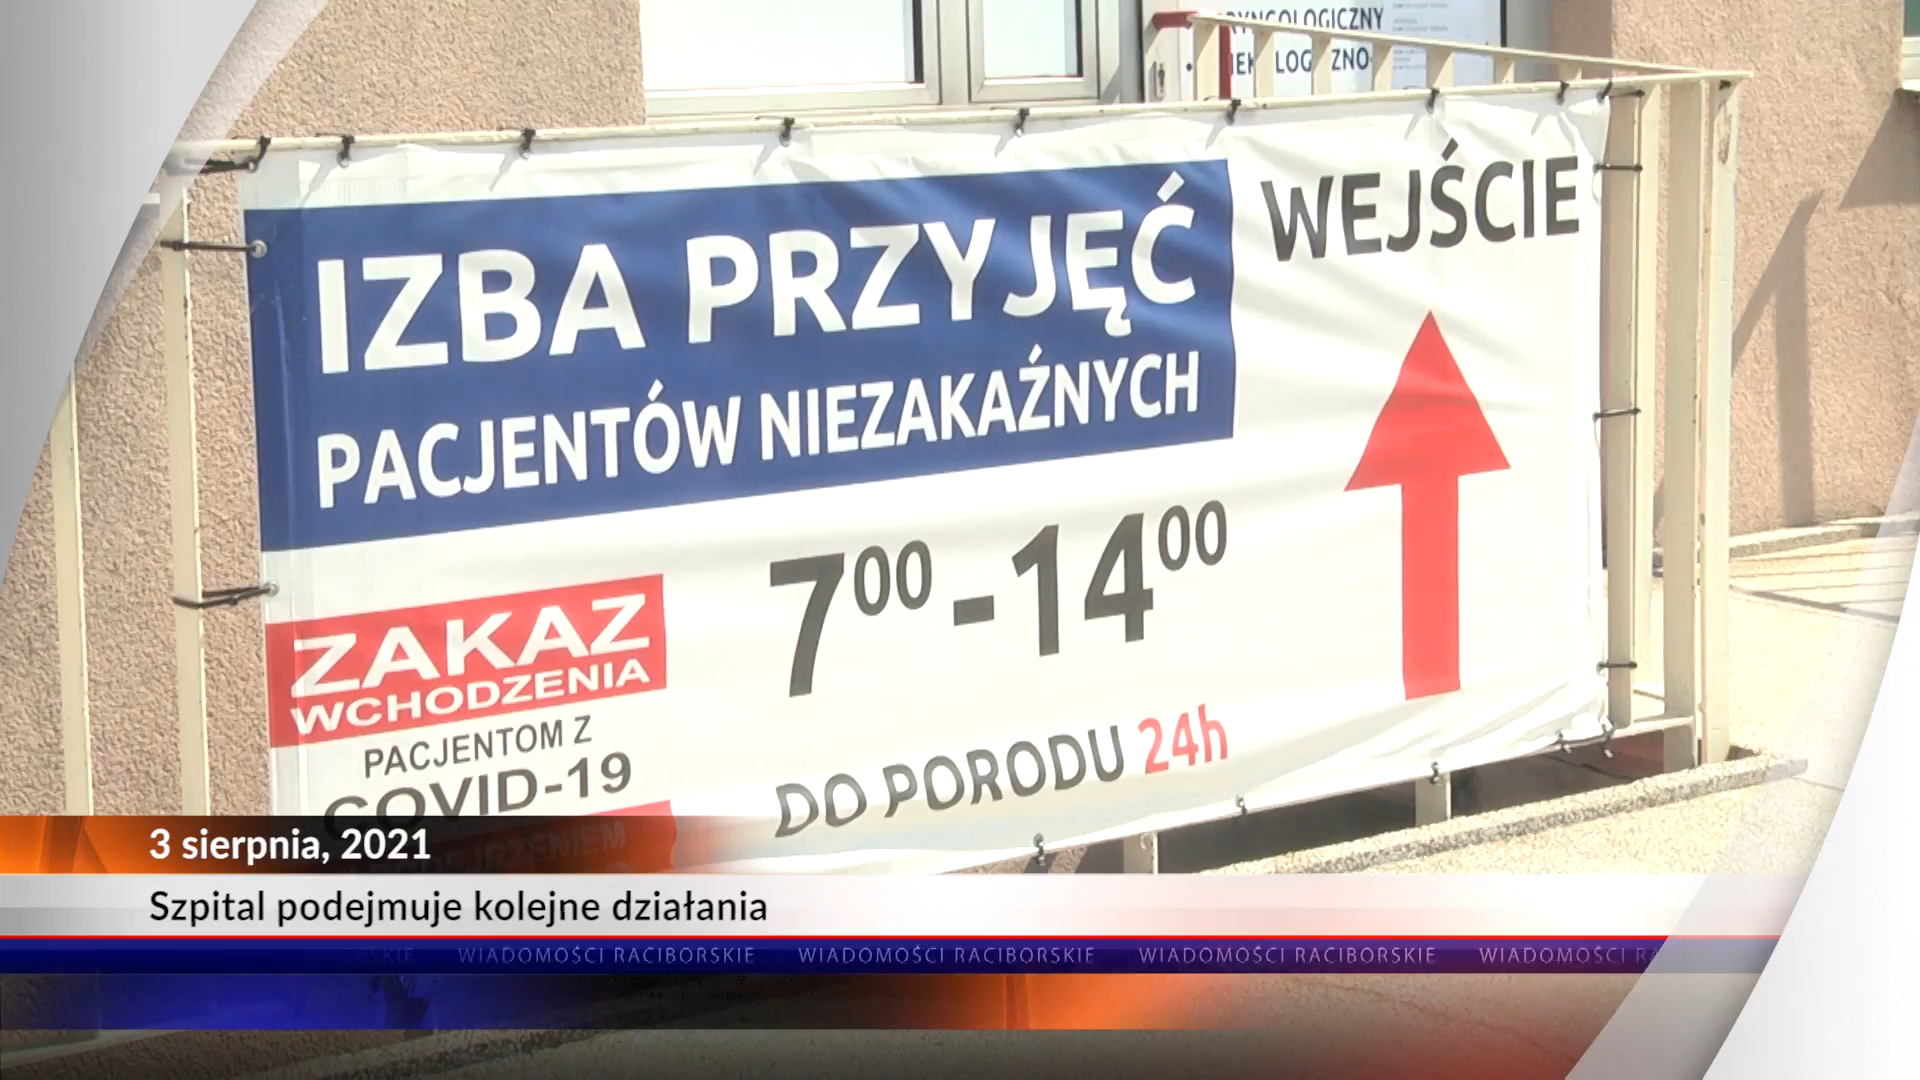 IZBA PRZYJĘĆ
PACJENTÓW NIEZAKAŹNYCH
WEJŚCIE
7⁰⁰-14⁰⁰
DO PORODU 24h
ZAKAZ
WCHODZENIA
PACJENTOM Z
COVID-19
3 sierpnia, 2021
Szpital podejmuje kolejne działania
WIADOMOŚCI RACIBORSKIE WIADOMOŚCI RACIBORSKIE WIADOMOŚCI RACIBORSKIE WIADOMOŚCI